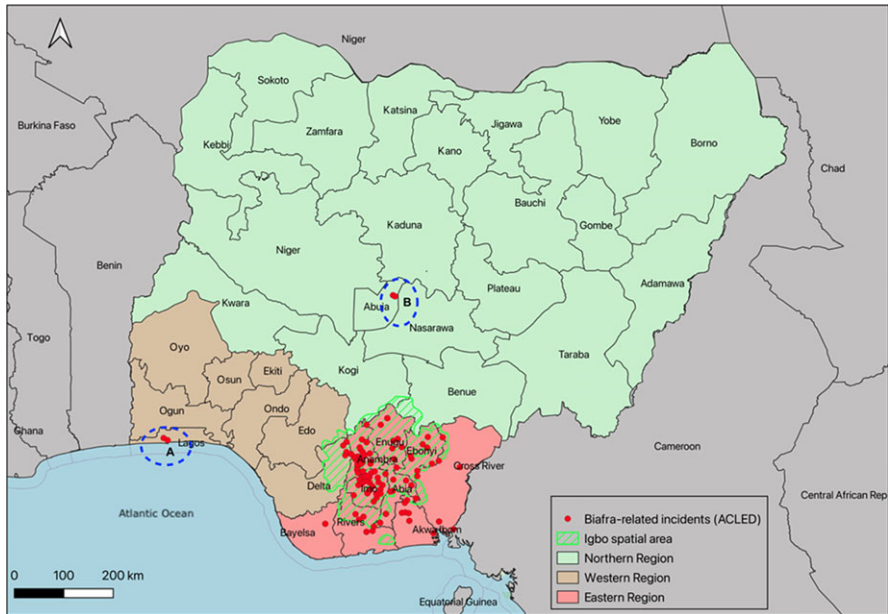 Niger
Sokoto
Katsina
Burkina Faso
Zamfara
Jigawa
Yobe
Kebbi
Kano
Borno
Chad
Bauchi
Kaduna
Gombe
Niger
Benin
Adamawa
Plateau
Kwara
Abuja
B
Nasarawa
Togo
Oyo
Taraba
Kogi
Ekiti
Osun
Benue
Ogun
Ondo
Edo
Ghana
Lagos
A
Enugu
Ebonyi
Cameroon
Anambra
Cross River
Delta
Imo
Abia
Central African Rep
Atlantic Ocean
Rivers
Bayelsa
Akwa Ibom
Biafra-related incidents (ACLED)
Igbo spatial area
Northern Region
Western Region
Eastern Region
0 100 200 km
Equatorial Guinea